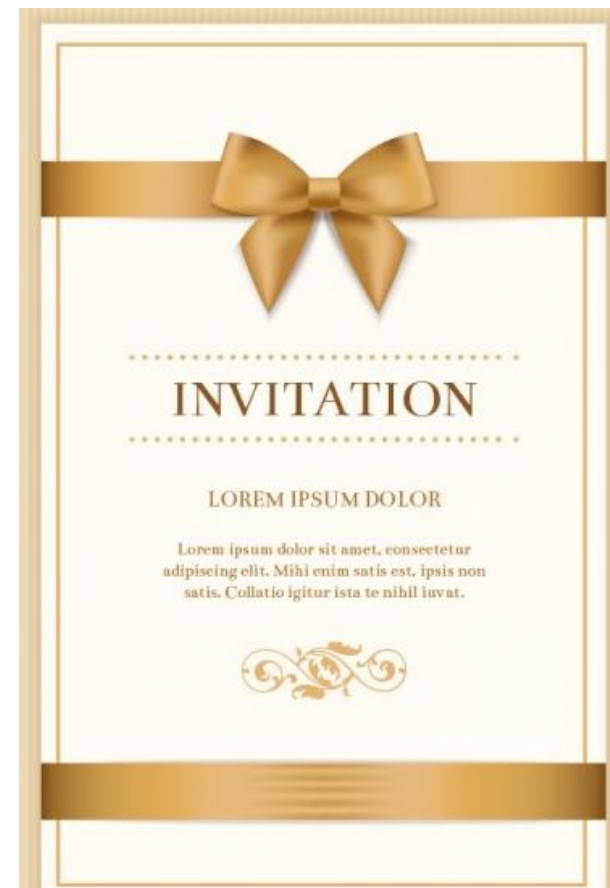 INVITATION
LOREM IPSUM DOLOR
Lorem ipsum dolor sit amet, consectetur
adipiscing elit. Mihi enim satis est, ipsis non
satis. Collatio igitur ista te nihil iuvat.